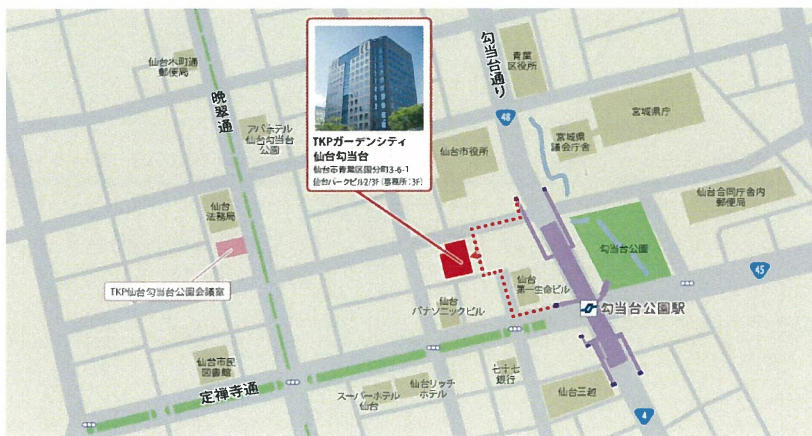 仙台木町通
郵便局
晩翠通
アパホテル
仙台勾当台
公園
仙台
法務局
TKP仙台勾当台公園会議室
仙台市民
図書館
定禅寺通
TKPガーデンシティ
仙台勾当台
仙台市青葉区国分町3-6-1
仙台パークビル2/3F（事務所：3F）
勾当台通り
青葉
区役所
48
宮城県庁
宮城県
議会庁舎
仙台市役所
仙台合同庁舎内
郵便局
勾当台公園
45
仙台
第一生命ビル
仙台
パナソニックビル
勾当台公園駅
七十七
銀行
仙台リッチ
ホテル
スーパーホテル
仙台
仙台三越
4